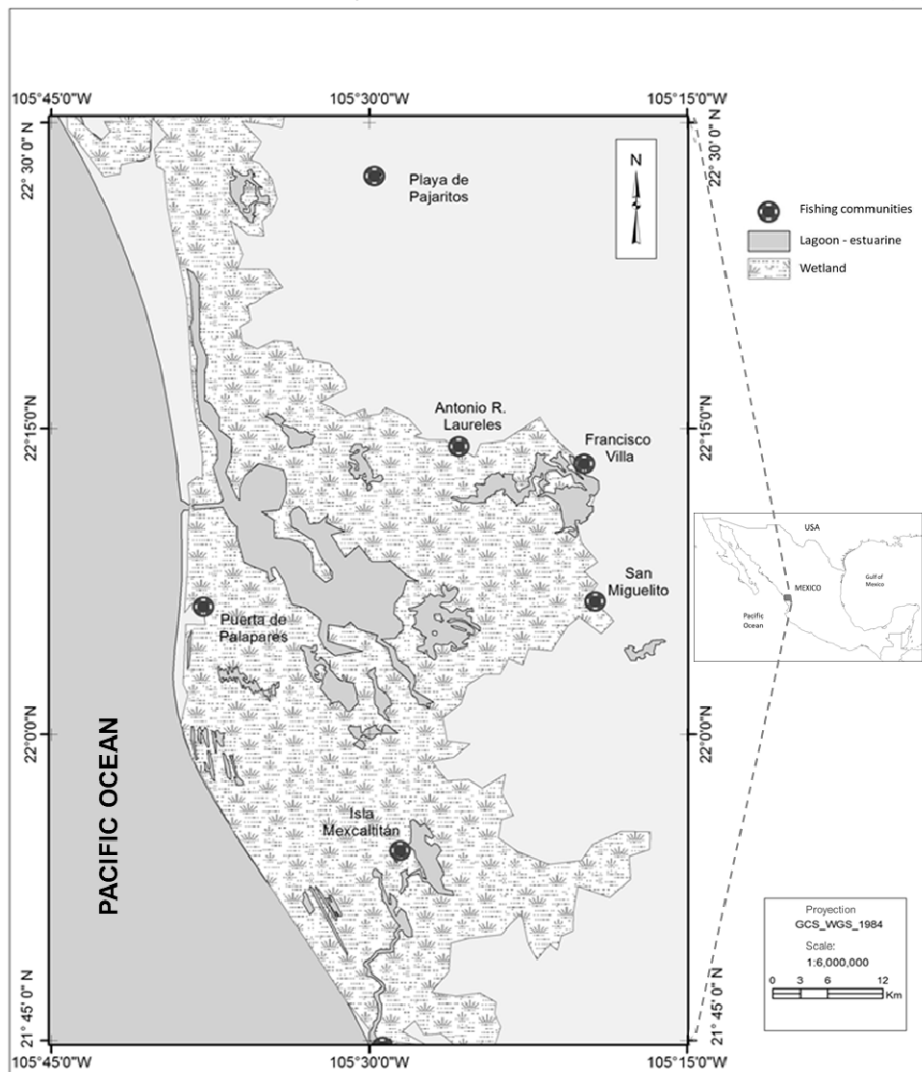 105°45'0"W
105°30'0"W
105°15'0"W
22° 30' 0" N
22° 30' 0" N
N
Playa de
Pajaritos
Fishing communities
Lagoon - estuarine
Wetland
Antonio R.
Laureles
22°15'0"N
22°15'0"N
Francisco
Villa
USA
Gulf of
Mexico
MEXICO
Pacific
Ocean
San
Miguelito
Puerta de
Palapares
22°0'0"N
22°0'0"N
PACIFIC OCEAN
Isla
Mexcaltitán
Proyection
GCS_WGS_1984
Scale:
1:6,000,000
0 3 6 12
Km
21° 45' 0" N
21° 45' 0" N
105°45'0"W
105°30'0"W
105°15'0"W